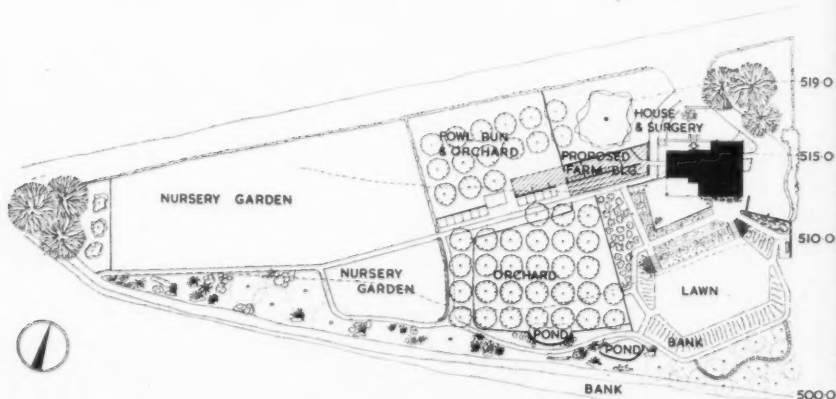 519·0
HOUSE
& SURGERY
FOWL RUN
& ORCHARD
PROPOSED
FARM BLG.
515·0
NURSERY GARDEN
510·0
NURSERY
GARDEN
ORCHARD
LAWN
POND
POND
BANK
BANK
500·0